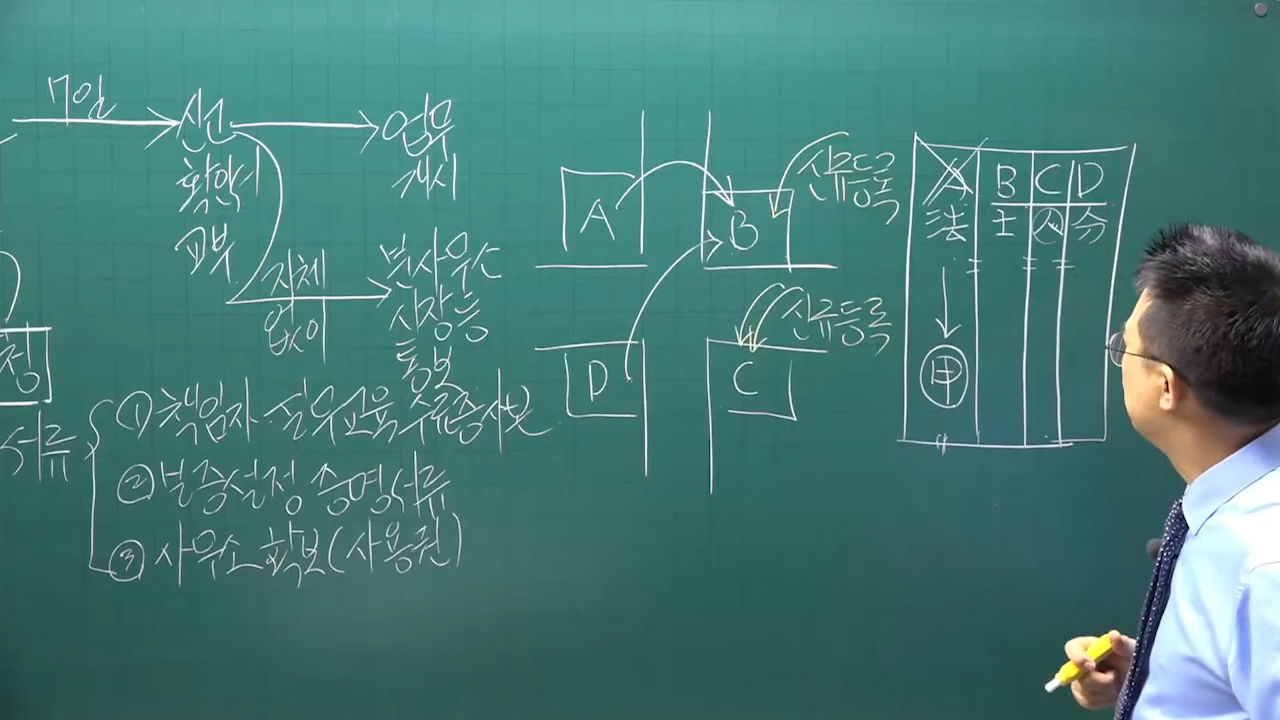 7일
신고 업무
확인서 개시
교부
지체 분사무소
없이 시장등
통보
류
① 책임자 실무교육 수료증사본
② 보증설정 증명서류
③ 사무소 확보(사용권)
A
B
신규등록
D
C
신규등록
A B C D
法 主 分
甲